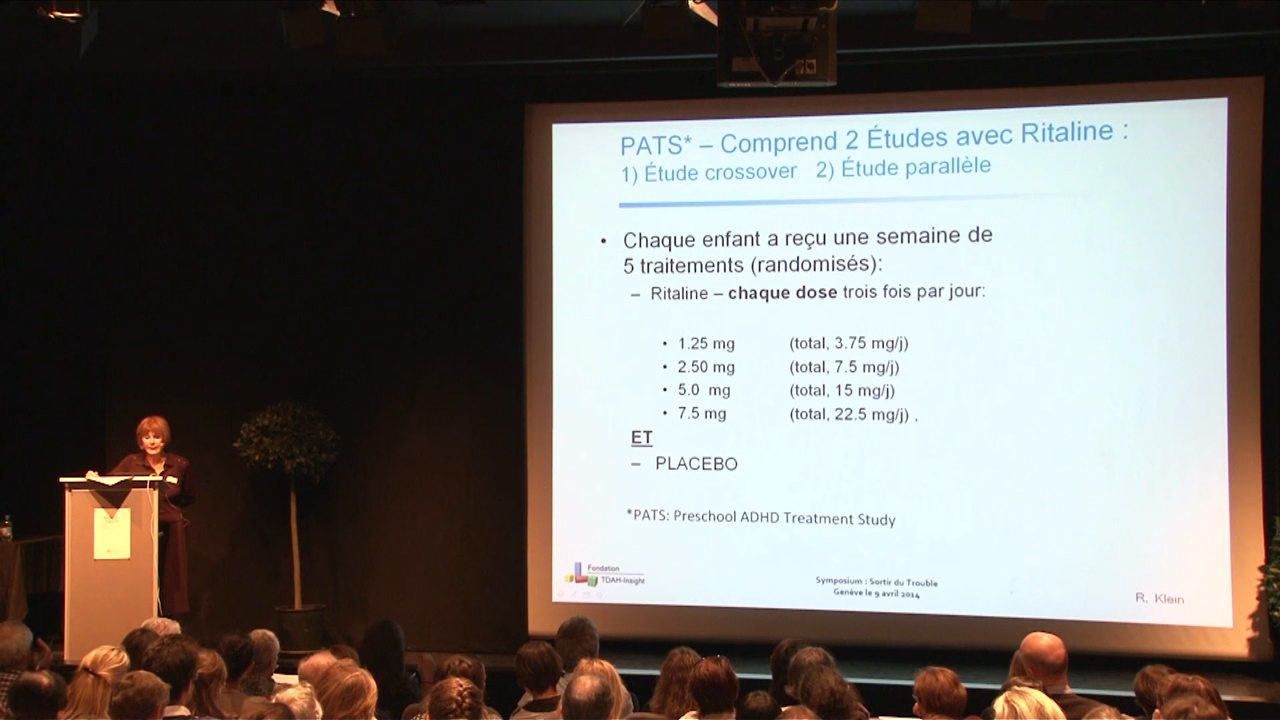 PATS* – Comprend 2 Études avec Ritaline :
1) Étude crossover 2) Étude parallèle
• Chaque enfant a reçu une semaine de
5 traitements (randomisés):
– Ritaline – chaque dose trois fois par jour:
• 1.25 mg (total, 3.75 mg/j)
• 2.50 mg (total, 7.5 mg/j)
• 5.0 mg (total, 15 mg/j)
• 7.5 mg (total, 22.5 mg/j) ,
ET
– PLACEBO
*PATS: Preschool ADHD Treatment Study
Fondation
TDAH-Insight
Symposium : Sortir du Trouble
Genève le 9 avril 2014
R. Klein